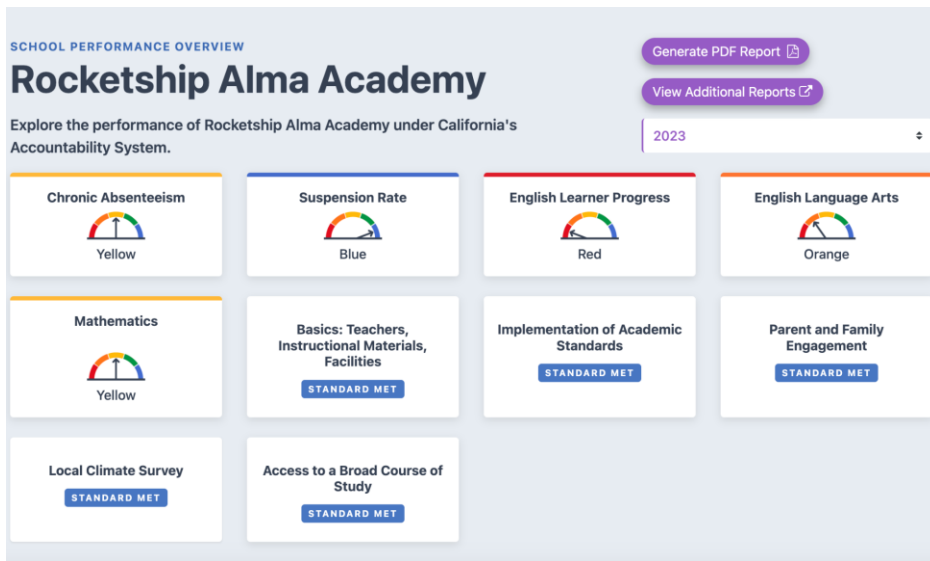 SCHOOL PERFORMANCE OVERVIEW
Rocketship Alma Academy
Explore the performance of Rocketship Alma Academy under California's
Accountability System.
Generate PDF Report
View Additional Reports
2023
Chronic Absenteeism
Yellow
Suspension Rate
Blue
English Learner Progress
Red
English Language Arts
Orange
Mathematics
Yellow
Basics: Teachers,
Instructional Materials,
Facilities
STANDARD MET
Implementation of Academic
Standards
STANDARD MET
Parent and Family
Engagement
STANDARD MET
Local Climate Survey
STANDARD MET
Access to a Broad Course of
Study
STANDARD MET